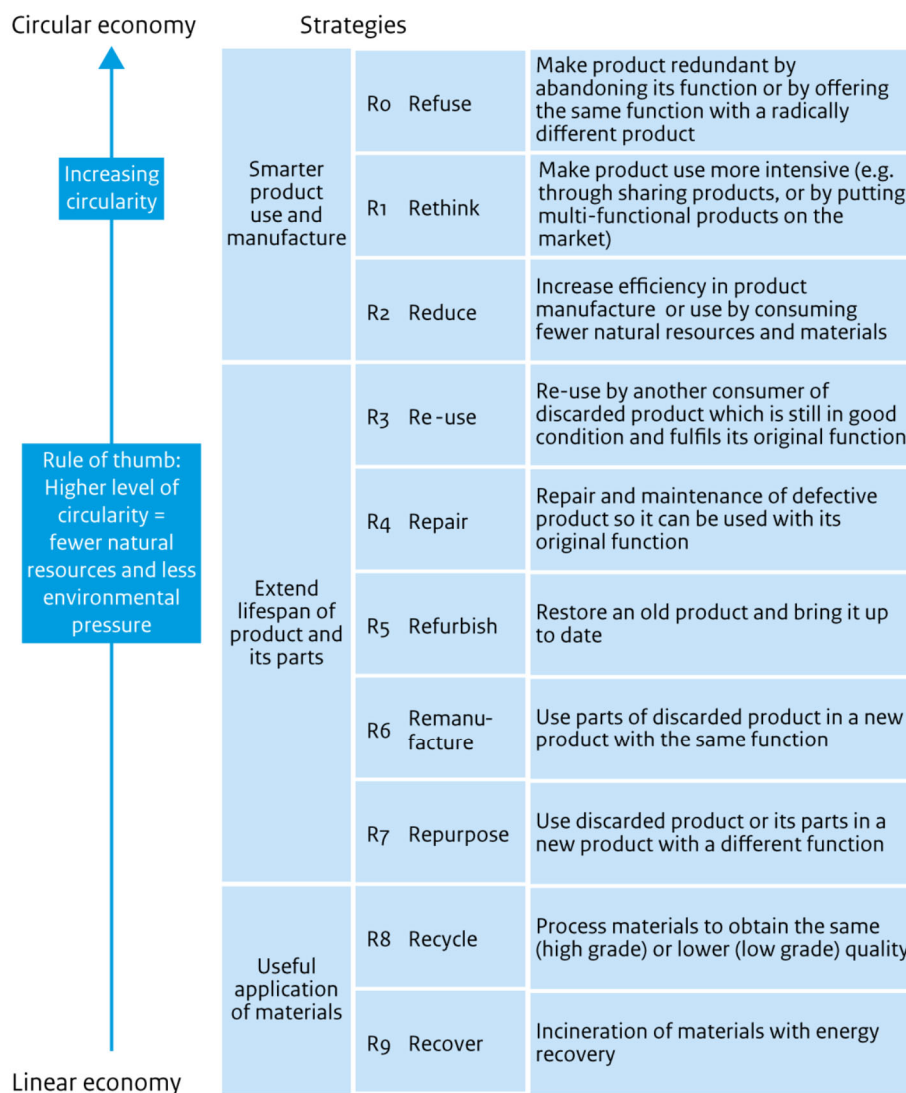 Circular economy
Strategies
Increasing
circularity
Rule of thumb:
Higher level of
circularity =
fewer natural
resources and less
environmental
pressure
Linear economy
Smarter
product
use and
manufacture
R0 Refuse
Make product redundant by
abandoning its function or by offering
the same function with a radically
different product
R1 Rethink
Make product use more intensive (e.g.
through sharing products, or by putting
multi-functional products on the
market)
R2 Reduce
Increase efficiency in product
manufacture or use by consuming
fewer natural resources and materials
Extend
lifespan of
product and
its parts
R3 Re-use
Re-use by another consumer of
discarded product which is still in good
condition and fulfils its original function
R4 Repair
Repair and maintenance of defective
product so it can be used with its
original function
R5 Refurbish
Restore an old product and bring it up
to date
R6 Remanu-
facture
Use parts of discarded product in a new
product with the same function
R7 Repurpose
Use discarded product or its parts in a
new product with a different function
Useful
application
of materials
R8 Recycle
Process materials to obtain the same
(high grade) or lower (low grade) quality
R9 Recover
Incineration of materials with energy
recovery